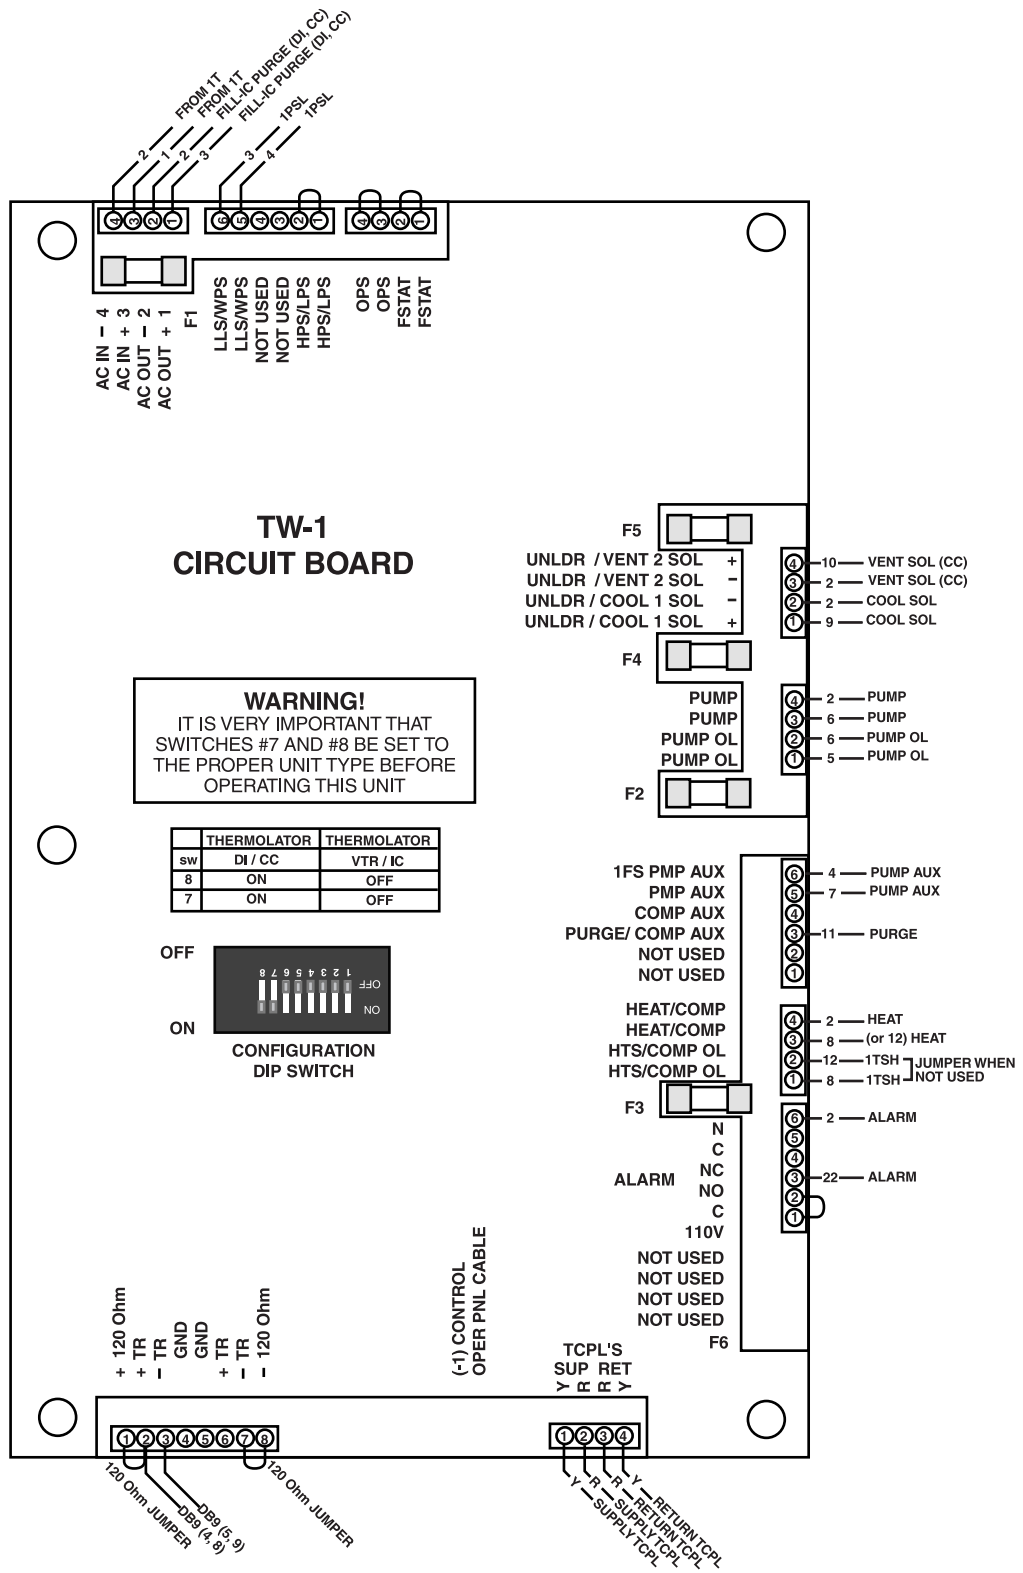 FROM 1T
FROM 1T
FILL-IC PURGE (DI, CC)
FILL-IC PURGE (DI, CC)
1PSL
1PSL
2
1
2
3
3
4
4 3 2 1
6 5 4 3 2 1
4 3 2 1
AC IN - 4
AC IN + 3
AC OUT - 2
AC OUT + 1
F1
LLS/WPS
LLS/WPS
NOT USED
NOT USED
HPS/LPS
HPS/LPS
OPS
OPS
FSTAT
FSTAT
TW-1
CIRCUIT BOARD
F5
UNLDR / VENT 2 SOL + 4 10 VENT SOL (CC)
UNLDR / VENT 2 SOL - 3 2 VENT SOL (CC)
UNLDR / COOL 1 SOL - 2 2 COOL SOL
UNLDR / COOL 1 SOL + 1 9 COOL SOL
F4
PUMP 4 2 PUMP
PUMP 3 6 PUMP
PUMP OL 2 6 PUMP OL
PUMP OL 1 5 PUMP OL
F2
WARNING!
IT IS VERY IMPORTANT THAT
SWITCHES #7 AND #8 BE SET TO
THE PROPER UNIT TYPE BEFORE
OPERATING THIS UNIT
THERMOLATOR THERMOLATOR
sw DI / CC VTR / IC
8 ON OFF
7 ON OFF
OFF
ON
8 7 6 5 4 3 2 1
OFF
NO
CONFIGURATION
DIP SWITCH
1FS PMP AUX 6 4 PUMP AUX
PMP AUX 5 7 PUMP AUX
COMP AUX 4
PURGE/ COMP AUX 3 11 PURGE
NOT USED 2
NOT USED 1
HEAT/COMP 4 2 HEAT
HEAT/COMP 3 8 (or 12) HEAT
HTS/COMP OL 2 12 1TSH
HTS/COMP OL 1 8 1TSH
JUMPER WHEN
NOT USED
F3
6 2 ALARM
5
4
3 22 ALARM
2
1
ALARM
N
C
NC
NO
C
110V
NOT USED
NOT USED
NOT USED
NOT USED
F6
+ 120 Ohm
+ TR
- TR
GND
GND
+ TR
- TR
- 120 Ohm
(-1) CONTROL
OPER PNL CABLE
TCPL'S
SUP RET
Y R R Y
1 2 3 4 5 6 7 8
1 2 3 4
120 Ohm JUMPER
DB9 (4, 8)
DB9 (5, 9)
120 Ohm JUMPER
Y SUPPLY TCPL
R SUPPLY TCPL
R RETURN TCPL
Y RETURN TCPL